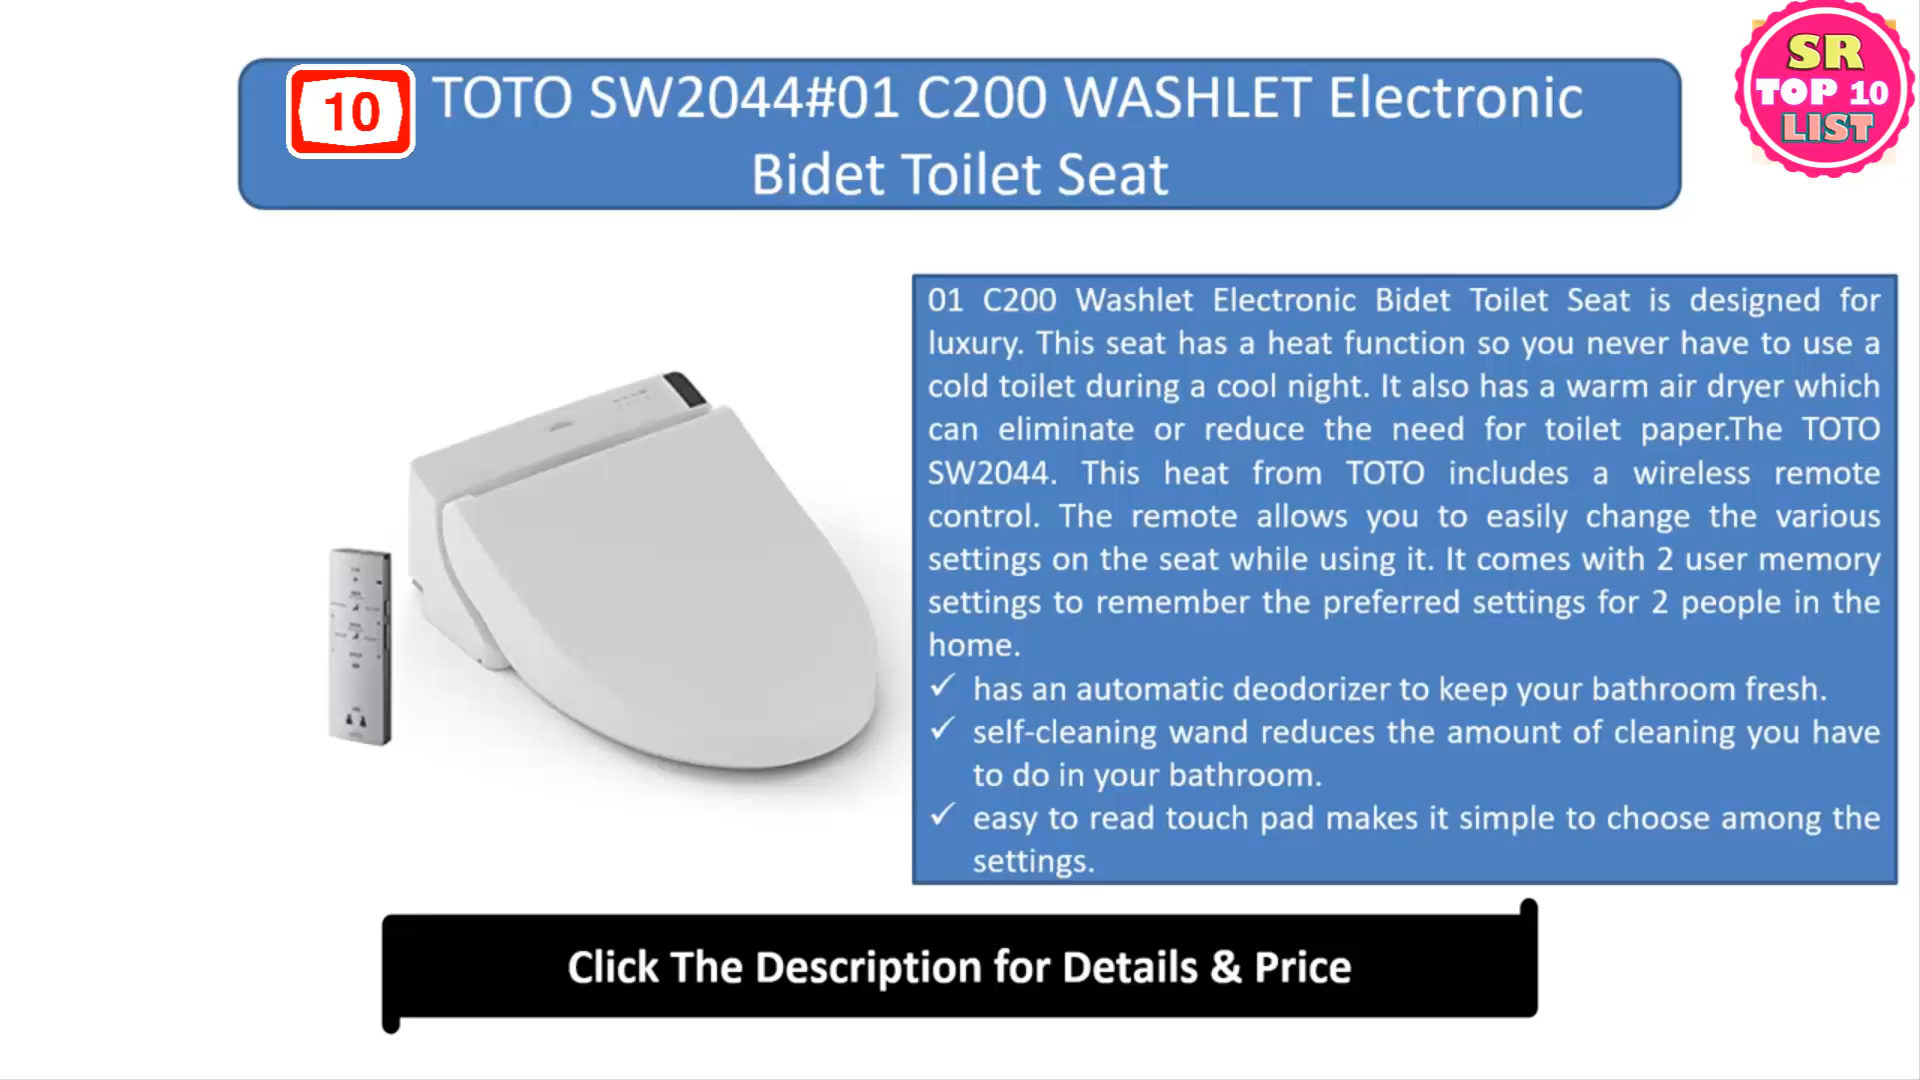 10
TOTO SW2044#01 C200 WASHLET Electronic
Bidet Toilet Seat
SR
TOP 10
LIST
01 C200 Washlet Electronic Bidet Toilet Seat is designed for
luxury. This seat has a heat function so you never have to use a
cold toilet during a cool night. It also has a warm air dryer which
can eliminate or reduce the need for toilet paper.The TOTO
SW2044. This heat from TOTO includes a wireless remote
control. The remote allows you to easily change the various
settings on the seat while using it. It comes with 2 user memory
settings to remember the preferred settings for 2 people in the
home.
✓ has an automatic deodorizer to keep your bathroom fresh.
✓ self-cleaning wand reduces the amount of cleaning you have
to do in your bathroom.
✓ easy to read touch pad makes it simple to choose among the
settings.
Click The Description for Details & Price